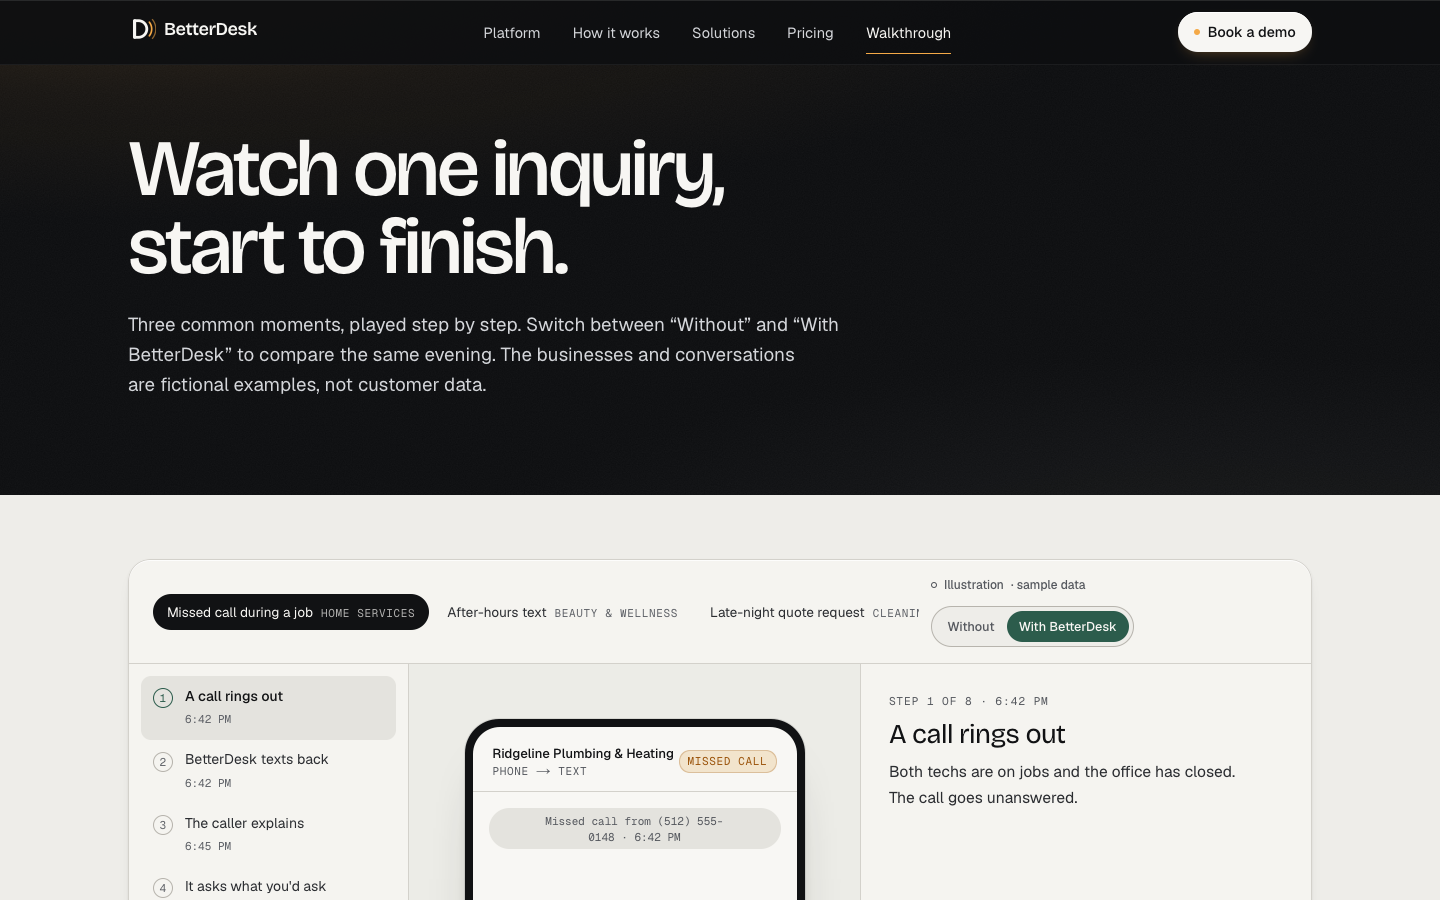 BetterDesk
Platform
How it works
Solutions
Pricing
Walkthrough
Book a demo
Watch one inquiry,
start to finish.
Three common moments, played step by step. Switch between “Without” and “With
BetterDesk” to compare the same evening. The businesses and conversations
are fictional examples, not customer data.
Missed call during a job HOME SERVICES
After-hours text BEAUTY & WELLNESS
Late-night quote request
Illustration · sample data
Without
With BetterDesk
1 A call rings out
6:42 PM
2 BetterDesk texts back
6:42 PM
3 The caller explains
6:45 PM
4 It asks what you'd ask
Ridgeline Plumbing & Heating
PHONE → TEXT
MISSED CALL
Missed call from (512) 555-
0148 · 6:42 PM
STEP 1 OF 8 · 6:42 PM
A call rings out
Both techs are on jobs and the office has closed.
The call goes unanswered.